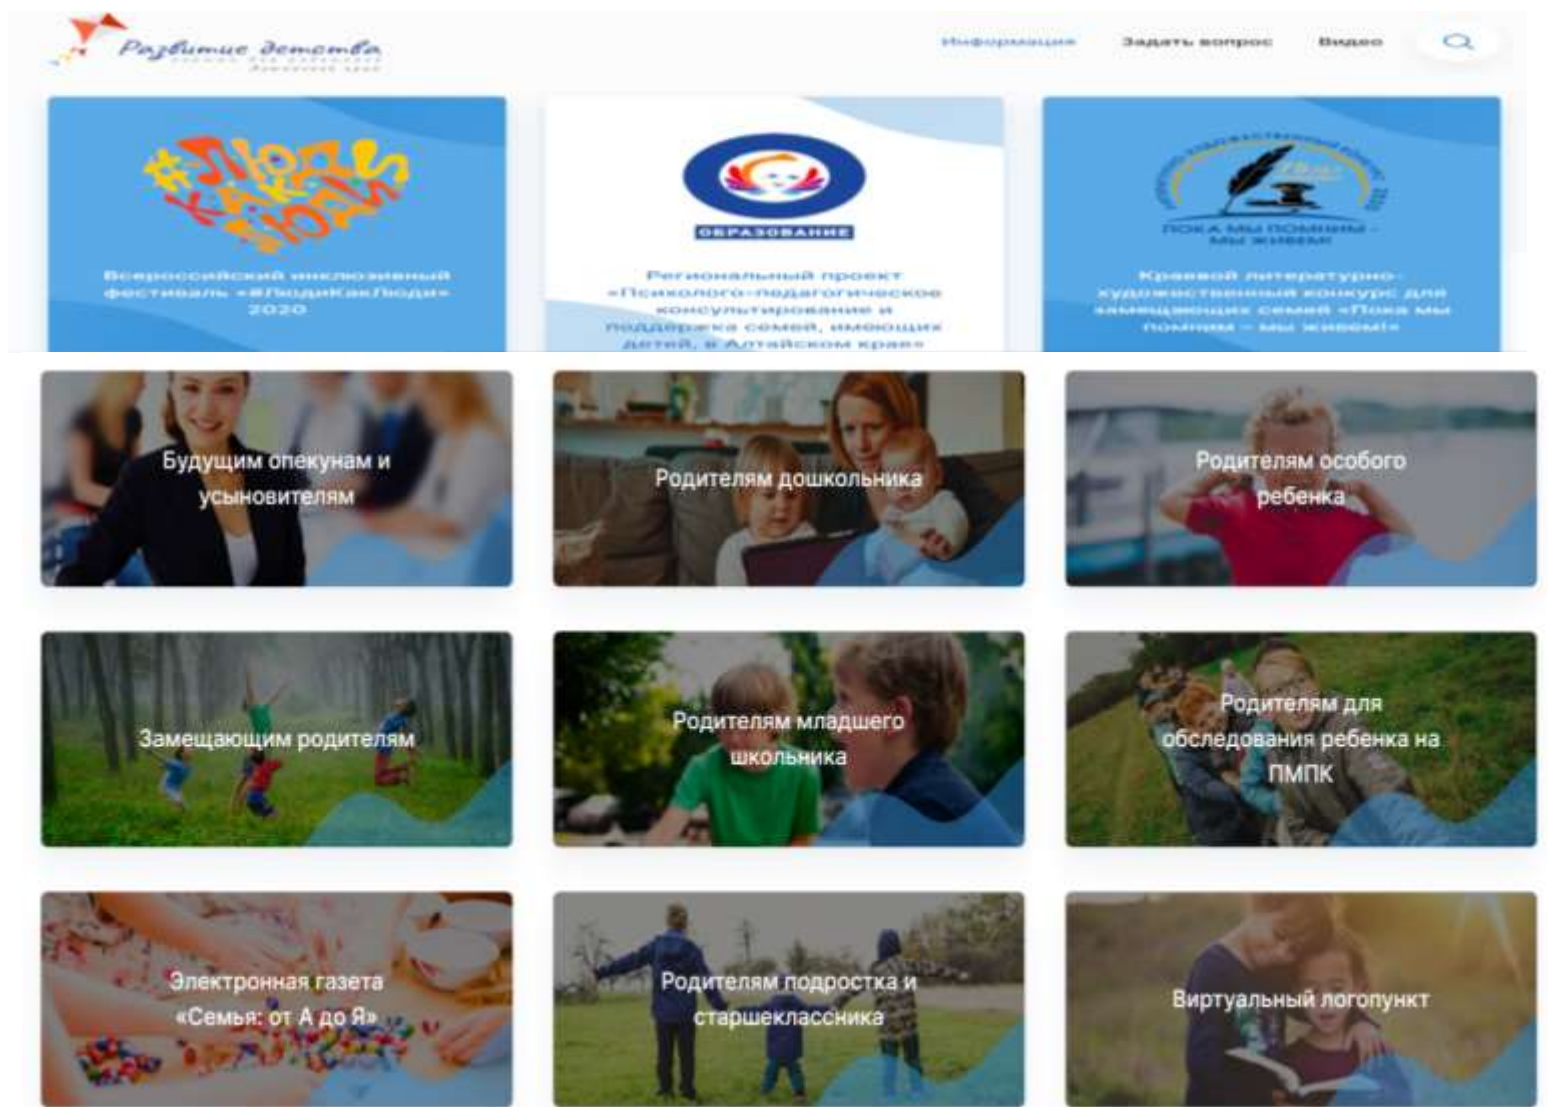 Развитие детства
Информация
Задать вопрос
Видео
#ЛЮДИ
КАК
ЛЮДИ
Всероссийский инклюзивный
фестиваль «#ЛюдиКакЛюди»
2020
ОБРАЗОВАНИЕ
Региональный проект
«Психолого-педагогическое
консультирование и
поддержка семей, имеющих
детей, в Алтайском крае»
ПОКА МЫ ПОМНИМ –
МЫ ЖИВЕМ!
Краевой литературно-
художественный конкурс для
замещающих семей «Пока мы
помним – мы живем!»
Будущим опекунам и
усыновителям
Родителям дошкольника
Родителям особого
ребенка
Замещающим родителям
Родителям младшего
школьника
Родителям для
обследования ребенка на
ПМПК
Электронная газета
«Семья: от А до Я»
Родителям подростка и
старшеклассника
Виртуальный логопункт